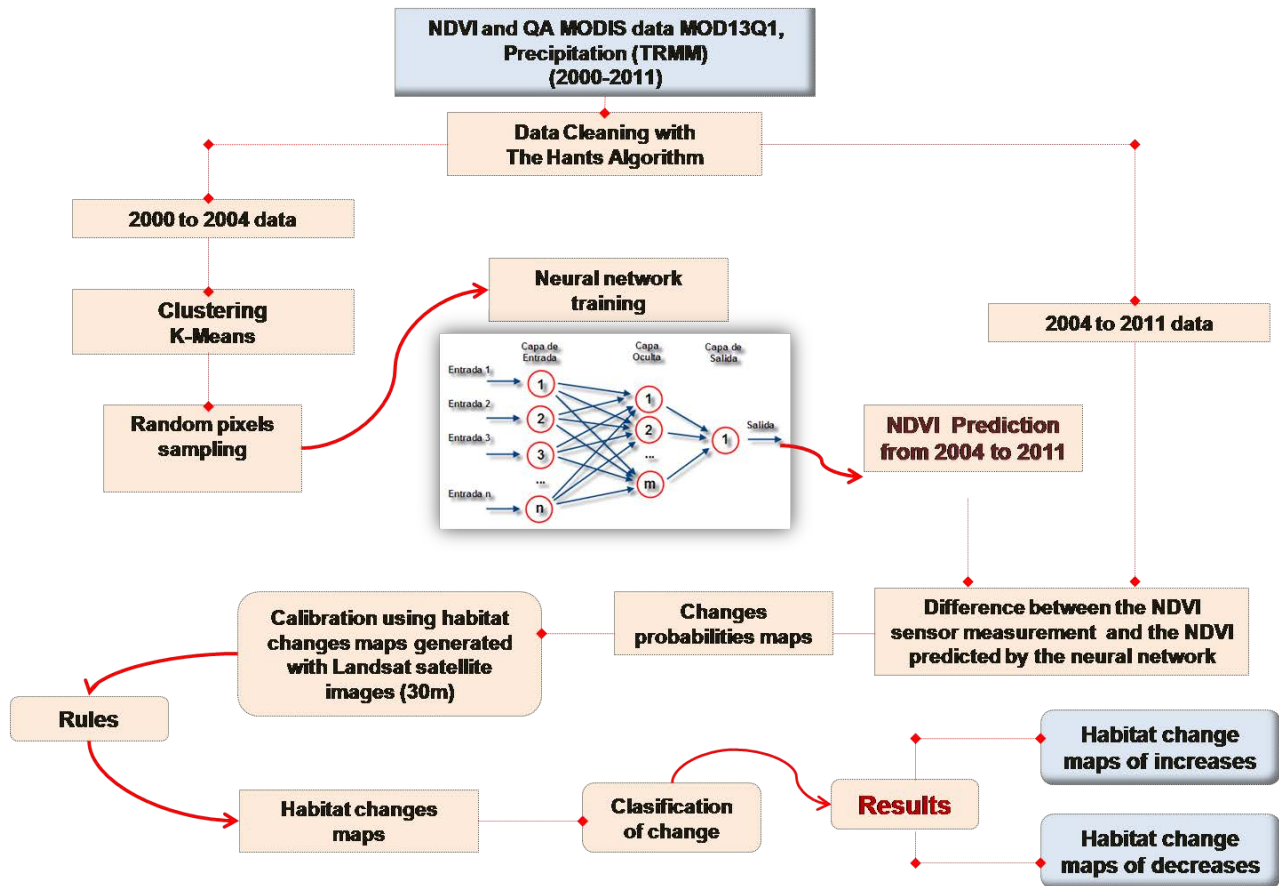 NDVI and QA MODIS data MOD13Q1,
Precipitation (TRMM)
(2000-2011)
Data Cleaning with
The Hants Algorithm
2000 to 2004 data
Clustering
K-Means
Random pixels
sampling
Neural network
training
Capa de
Entrada
Capa
Oculta
Capa de
Salida
Entrada 1
Entrada 2
Entrada 3
Entrada n
1
2
3
...
n
1
2
...
m
1
Salida
2004 to 2011 data
NDVI Prediction
from 2004 to 2011
Difference between the NDVI
sensor measurement and the NDVI
predicted by the neural network
Changes
probabilities maps
Calibration using habitat
changes maps generated
with Landsat satellite
images (30m)
Rules
Habitat changes
maps
Clasification
of change
Results
Habitat change
maps of increases
Habitat change
maps of decreases